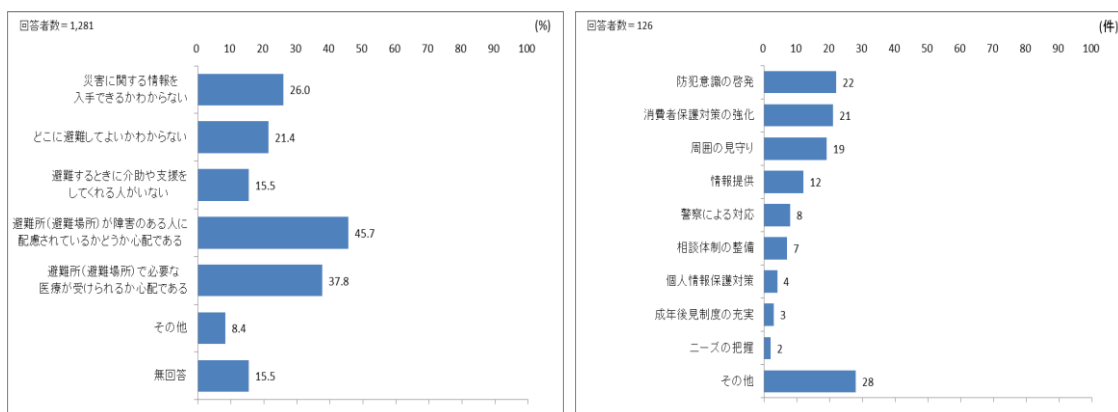 回答者数＝1,281
(%)
0 10 20 30 40 50 60 70 80 90 100
災害に関する情報を
入手できるかわからない
26.0
どこに避難してよいかわからない
21.4
避難するときに介助や支援を
してくれる人がいない
15.5
避難所(避難場所)が障害のある人に
配慮されているかどうか心配である
45.7
避難所(避難場所)で必要な
医療が受けられるか心配である
37.8
その他
8.4
無回答
15.5
回答者数＝126
(件)
0 10 20 30 40 50 60 70 80 90 100
防犯意識の啓発
22
消費者保護対策の強化
21
周囲の見守り
19
情報提供
12
警察による対応
8
相談体制の整備
7
個人情報保護対策
4
成年後見制度の充実
3
ニーズの把握
2
その他
28